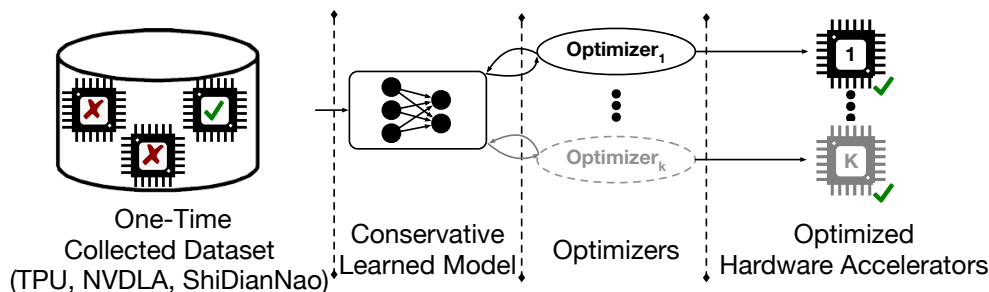 Optimizer1
1
Optimizerk
K
One-Time
Collected Dataset
(TPU, NVDLA, ShiDianNao)
Conservative
Learned Model
Optimizers
Optimized
Hardware Accelerators